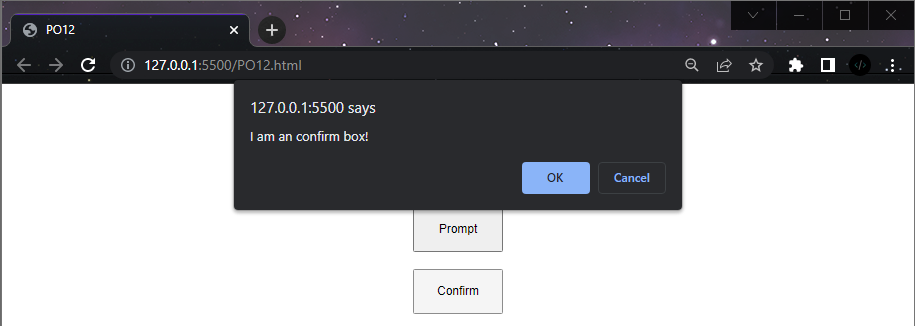 PO12
127.0.0.1:5500/PO12.html
127.0.0.1:5500 says
I am an confirm box!
OK Cancel
Prompt
Confirm